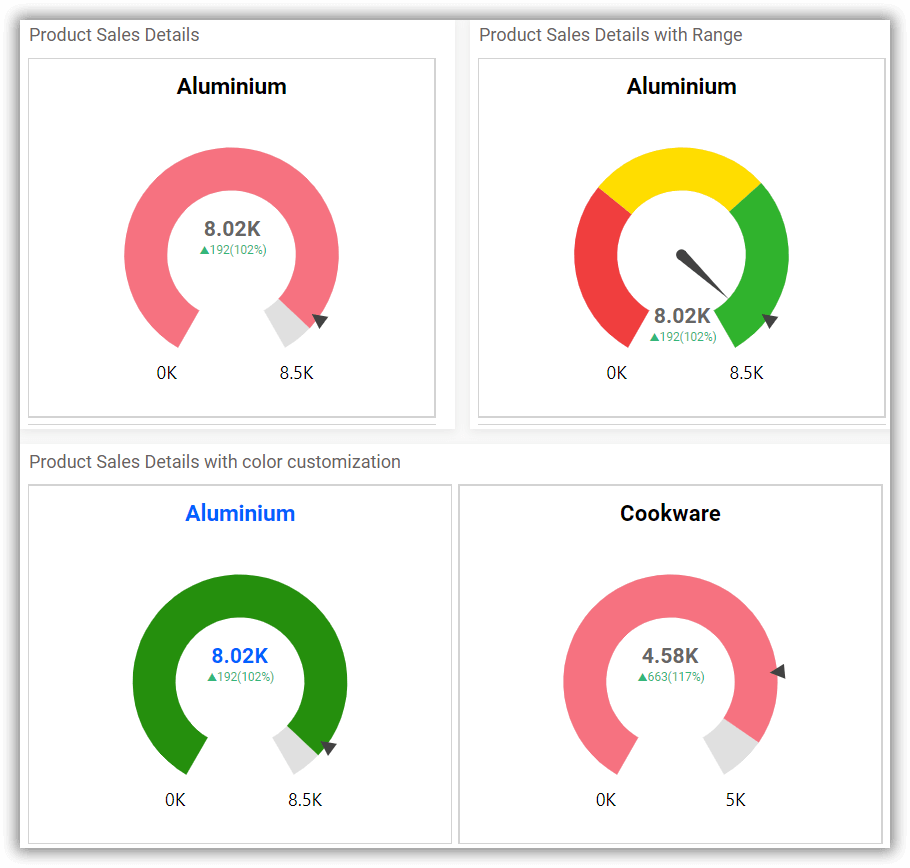 Product Sales Details
Aluminium
8.02K
▲192(102%)
0K 8.5K
Product Sales Details with Range
Aluminium
8.02K
▲192(102%)
0K 8.5K
Product Sales Details with color customization
Aluminium
8.02K
▲192(102%)
0K 8.5K
Cookware
4.58K
▲663(117%)
0K 5K